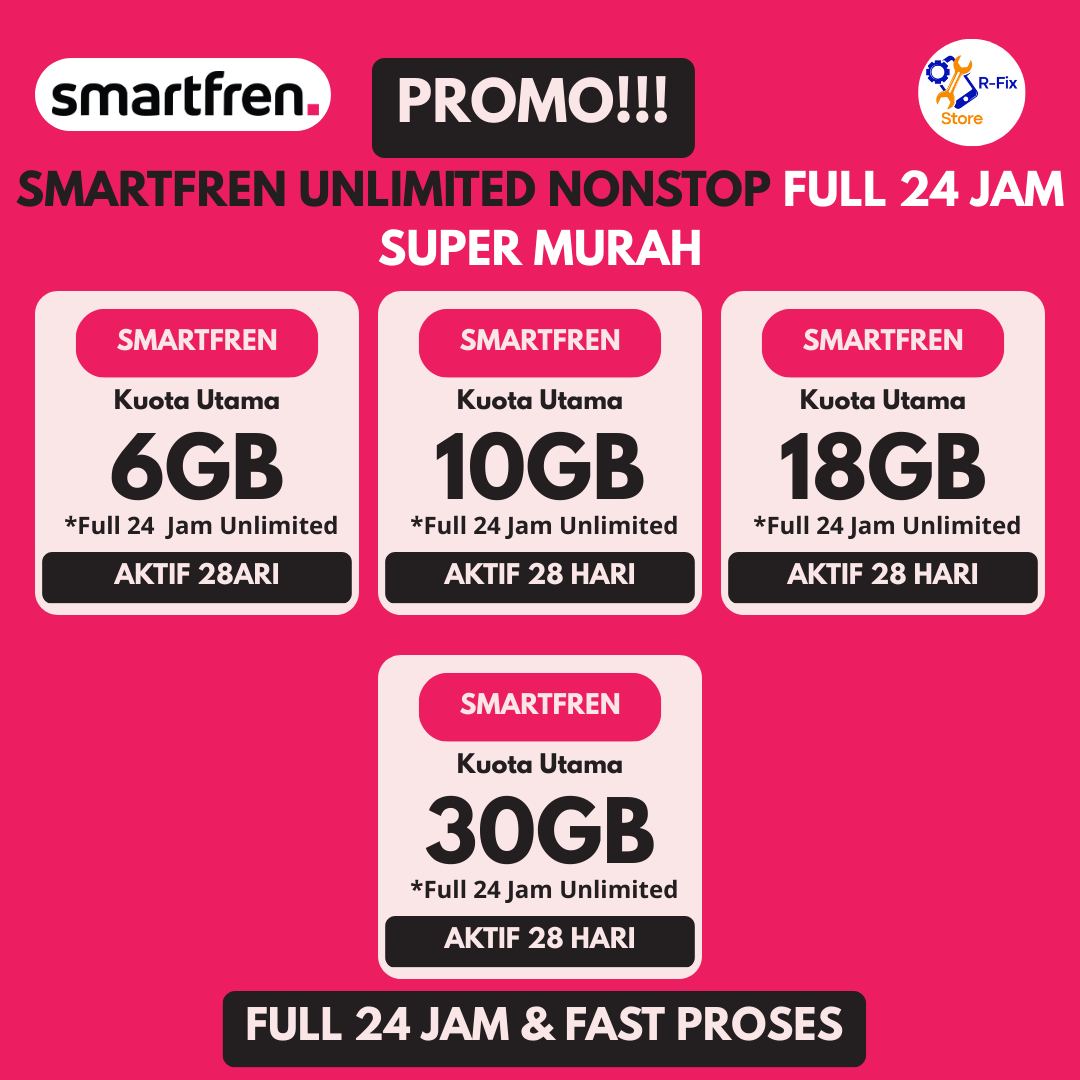 smartfren.
PROMO!!!
R-Fix
Store
SMARTFREN UNLIMITED NONSTOP FULL 24 JAM
SUPER MURAH
SMARTFREN
Kuota Utama
6GB
*Full 24 Jam Unlimited
AKTIF 28ARI
SMARTFREN
Kuota Utama
10GB
*Full 24 Jam Unlimited
AKTIF 28 HARI
SMARTFREN
Kuota Utama
18GB
*Full 24 Jam Unlimited
AKTIF 28 HARI
SMARTFREN
Kuota Utama
30GB
*Full 24 Jam Unlimited
AKTIF 28 HARI
FULL 24 JAM & FAST PROSES